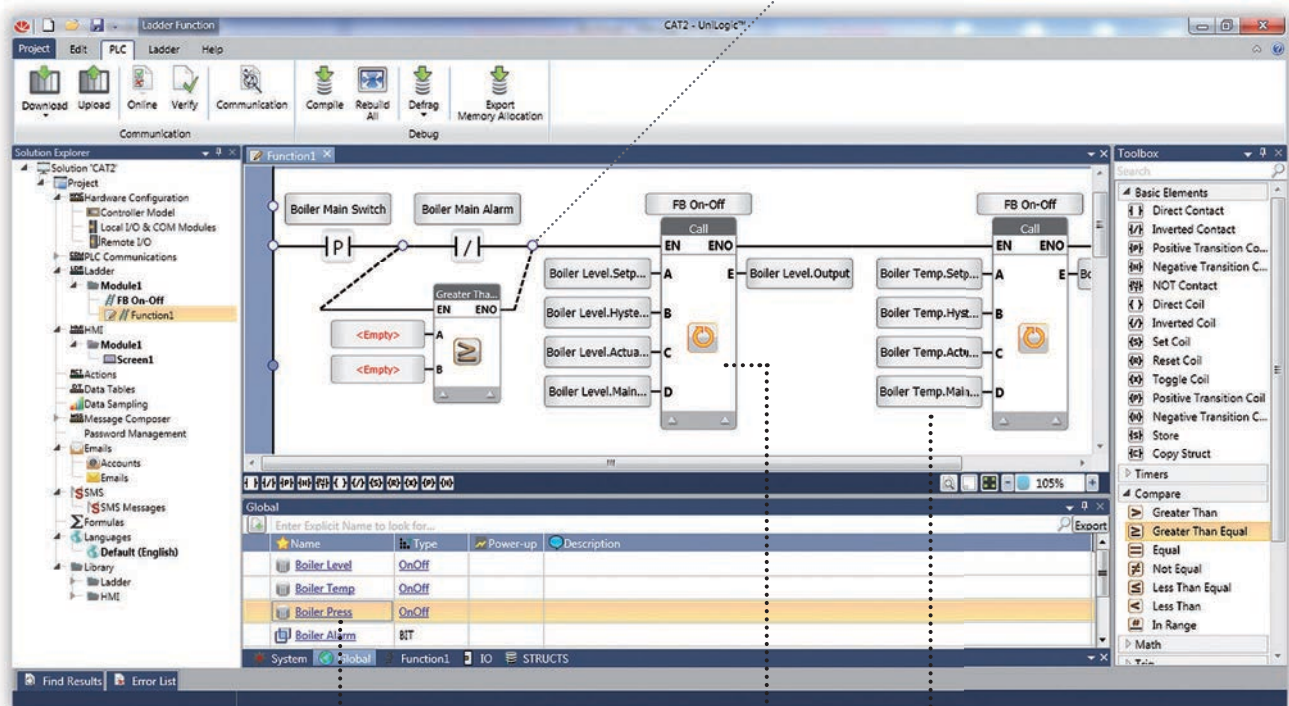 Ladder Function
CAT2 - UniLogic™
Project Edit PLC Ladder Help
Download Upload Online Verify Communication Compile Rebuild All Defrag Export Memory Allocation
Communication Debug
Solution Explorer
Solution 'CAT2'
Project
Hardware Configuration
Controller Model
Local I/O & COM Modules
Remote I/O
PLC Communications
Ladder
Module1
FB On-Off
Function1
HMI
Module1
Screen1
Actions
Data Tables
Data Sampling
Message Composer
Password Management
Emails
Accounts
Emails
SMS
SMS Messages
Formulas
Languages
Default (English)
Library
Ladder
HMI
Function1
Boiler Main Switch
Boiler Main Alarm
P
/
Greater Tha...
EN ENO
<Empty> A
<Empty> B
FB On-Off
Call
EN ENO
Boiler Level.Setp... A
E Boiler Level.Output
Boiler Level.Hyste... B
Boiler Level.Actua... C
Boiler Level.Main... D
FB On-Off
Call
EN ENO
Boiler Temp.Setp... A
E
Boiler Temp.Hyst... B
Boiler Temp.Actu... C
Boiler Temp.Main... D
105%
Global
Enter Explicit Name to look for...
Export
Name Type Power-up Description
Boiler Level OnOff
Boiler Temp OnOff
Boiler Press OnOff
Boiler Alarm BIT
System Global Function1 IO STRUCTS
Toolbox
Search
Basic Elements
Direct Contact
Inverted Contact
Positive Transition Co...
Negative Transition C...
NOT Contact
Direct Coil
Inverted Coil
Set Coil
Reset Coil
Toggle Coil
Positive Transition Coil
Negative Transition C...
Store
Copy Struct
Timers
Compare
Greater Than
Greater Than Equal
Equal
Not Equal
Less Than Equal
Less Than
In Range
Math
Find Results Error List